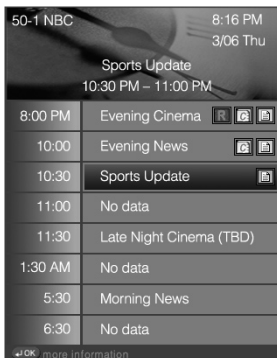 50-1 NBC 8:16 PM
3/06 Thu
Sports Update
10:30 PM – 11:00 PM
8:00 PM Evening Cinema R C
10:00 Evening News C
10:30 Sports Update
11:00 No data
11:30 Late Night Cinema (TBD)
1:30 AM No data
5:30 Morning News
6:30 No data
OK more information